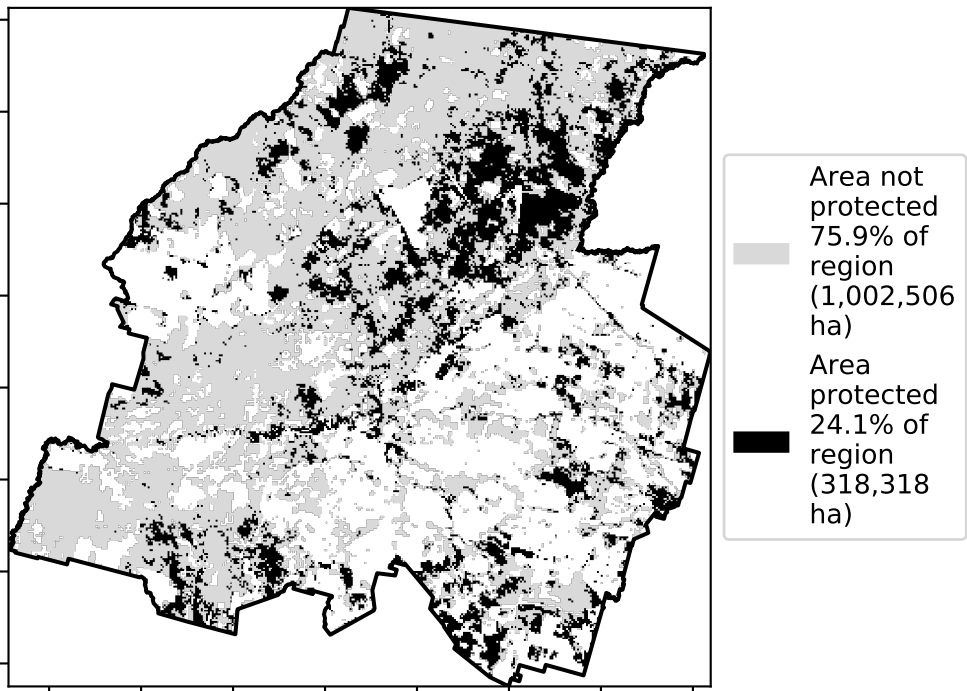 Area not
protected
75.9% of
region
(1,002,506
ha)
Area
protected
24.1% of
region
(318,318
ha)